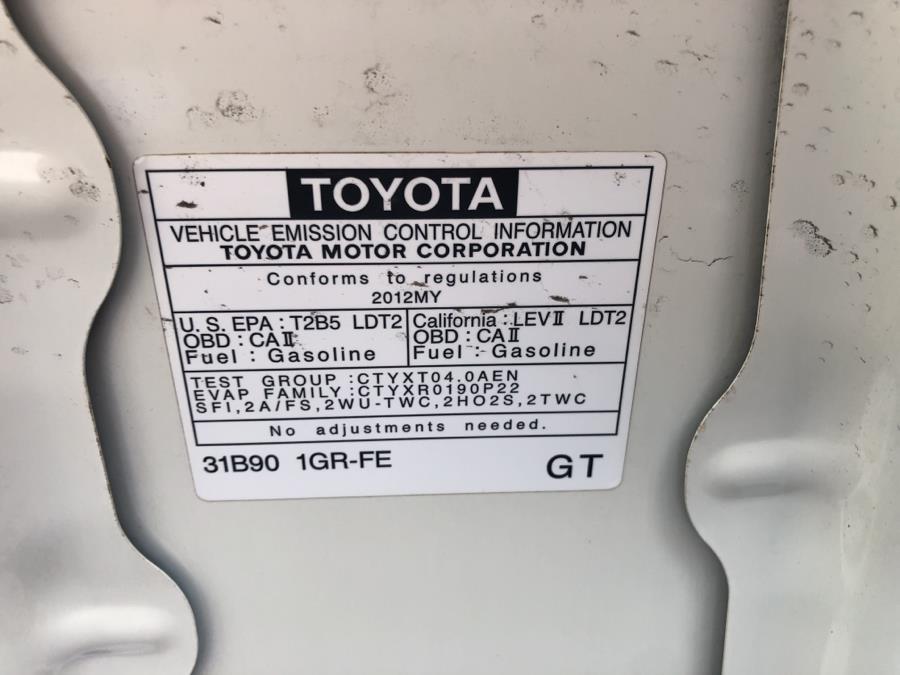 TOYOTA
VEHICLE EMISSION CONTROL INFORMATION
TOYOTA MOTOR CORPORATION
Conforms to regulations
2012MY
U.S. EPA : T2B5 LDT2
OBD : CAⅡ
Fuel : Gasoline
California : LEVⅡ LDT2
OBD : CAⅡ
Fuel : Gasoline
TEST GROUP : CTYXT04.0AEN
EVAP FAMILY : CTYXR0190P22
SFI,2A/FS,2WU-TWC,2HO2S,2TWC
No adjustments needed.
31B90 1GR-FE GT